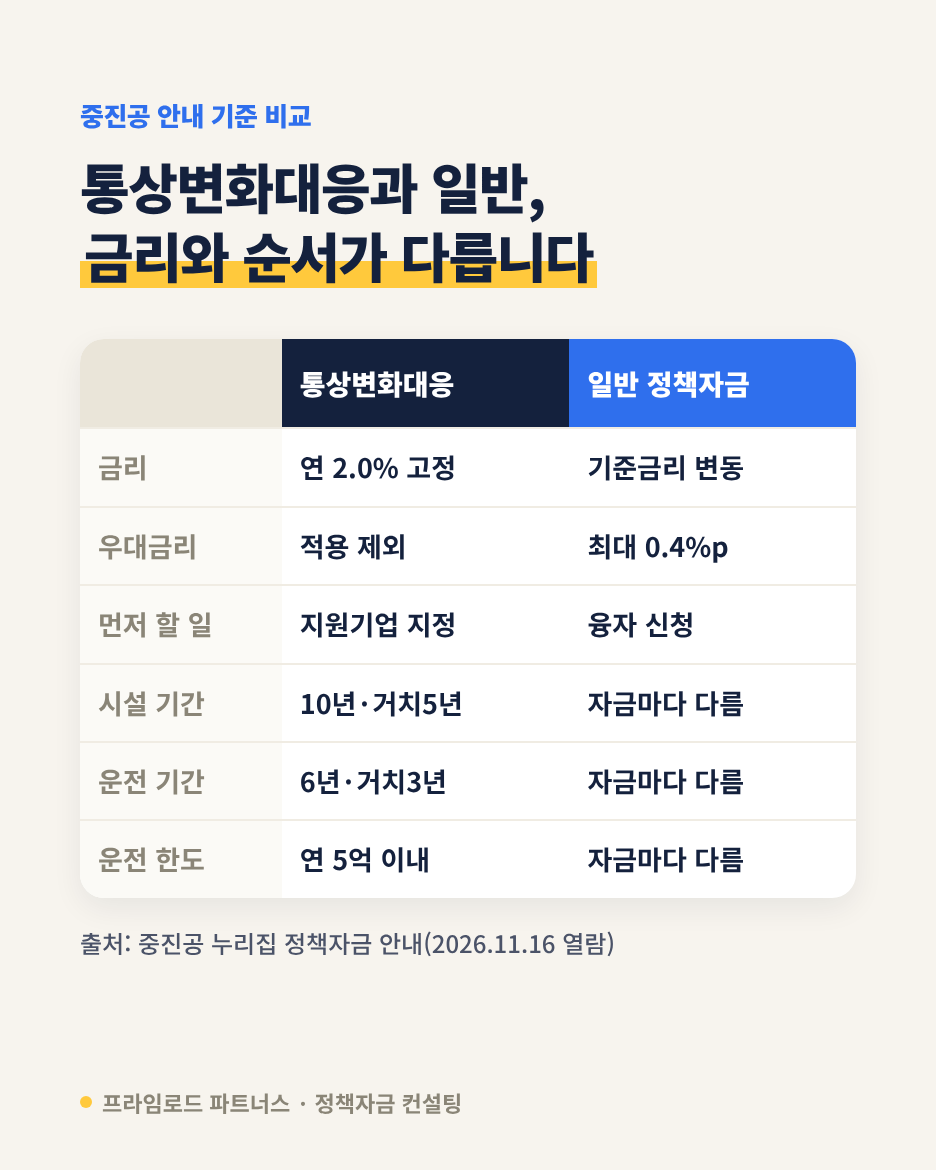 중진공 안내 기준 비교
통상변화대응과 일반,
금리와 순서가 다릅니다
통상변화대응 일반 정책자금
금리 연 2.0% 고정 기준금리 변동
우대금리 적용 제외 최대 0.4%p
먼저 할 일 지원기업 지정 융자 신청
시설 기간 10년·거치5년 자금마다 다름
운전 기간 6년·거치3년 자금마다 다름
운전 한도 연 5억 이내 자금마다 다름
출처: 중진공 누리집 정책자금 안내(2026.11.16 열람)
프라임로드 파트너스 · 정책자금 컨설팅